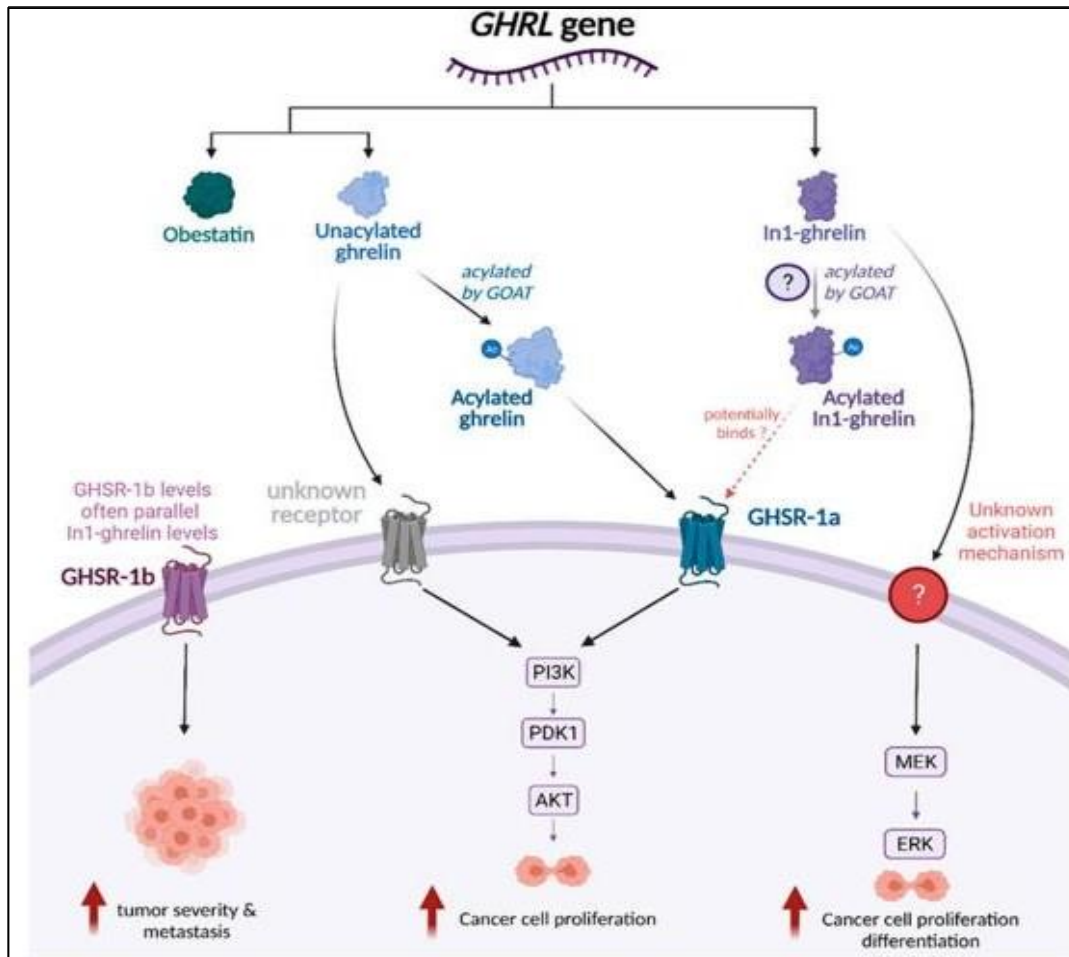 GHRL gene
Obestatin
Unacylated
ghrelin
In1-ghrelin
acylated
by GOAT
?
acylated
by GOAT
Ac
Acylated
ghrelin
Ac
Acylated
In1-ghrelin
potentially
binds ?
GHSR-1b levels
often parallel
In1-ghrelin levels
GHSR-1b
unknown
receptor
GHSR-1a
Unknown
activation
mechanism
?
PI3K
PDK1
AKT
MEK
ERK
tumor severity &
metastasis
Cancer cell proliferation
Cancer cell proliferation
differentiation